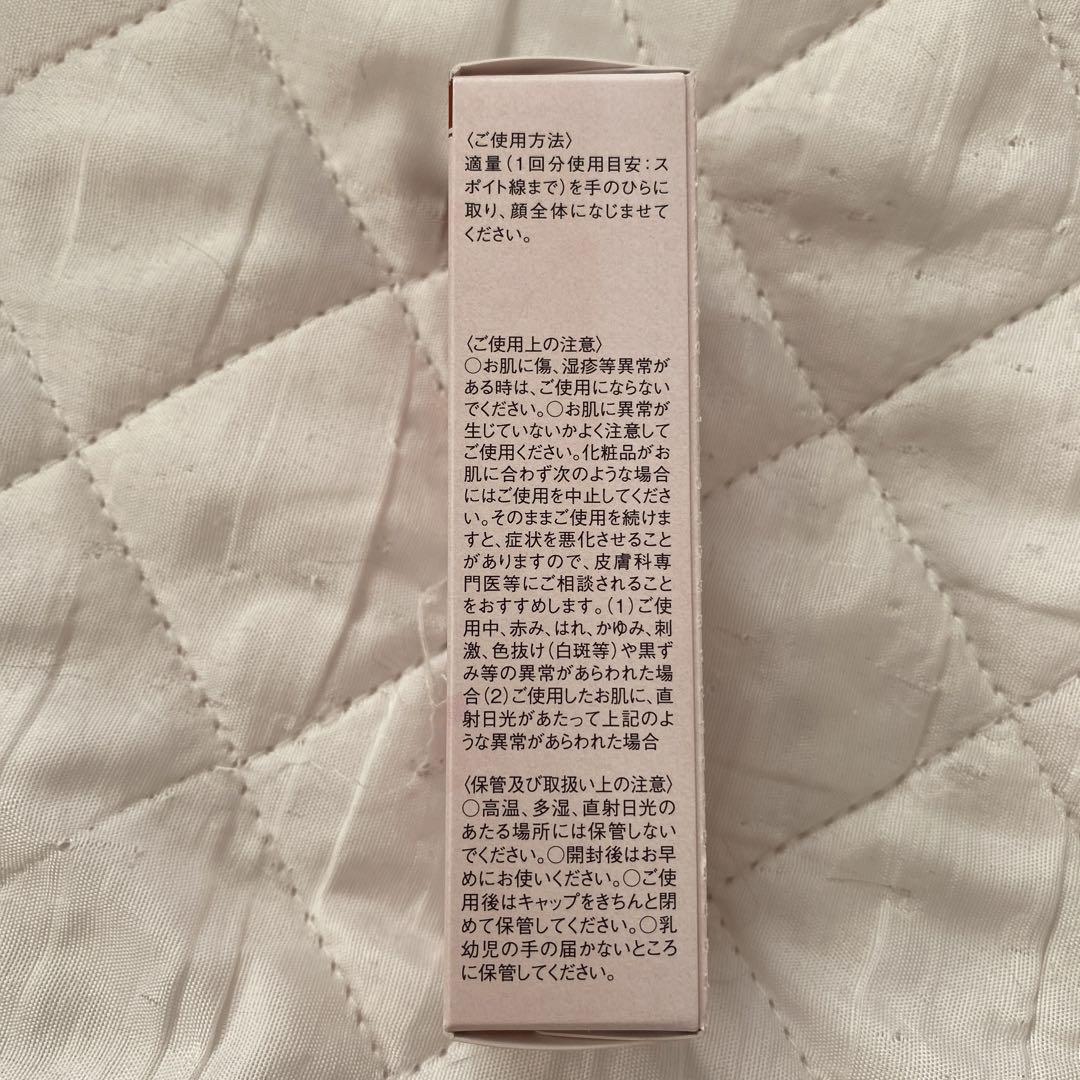 〈ご使用方法〉
適量(1回分使用目安:ス
ポイト線まで)を手のひらに
取り、顔全体になじませて
ください。
〈ご使用上の注意〉
○お肌に傷、湿疹等異常が
ある時は、ご使用にならない
でください。○お肌に異常が
生じていないかよく注意して
ご使用ください。化粧品がお
肌に合わず次のような場合
にはご使用を中止してくださ
い。そのままご使用を続けま
すと、症状を悪化させること
がありますので、皮膚科専
門医等にご相談されること
をおすすめします。(1)ご使
用中、赤み、はれ、かゆみ、刺
激、色抜け(白斑等)や黒ず
み等の異常があらわれた場
合(2)ご使用したお肌に、直
射日光があたって上記のよ
うな異常があらわれた場合
〈保管及び取扱い上の注意〉
○高温、多湿、直射日光の
あたる場所には保管しない
でください。○開封後はお早
めにお使いください。○ご使
用後はキャップをきちんと閉
めて保管してください。○乳
幼児の手の届かないところ
に保管してください。